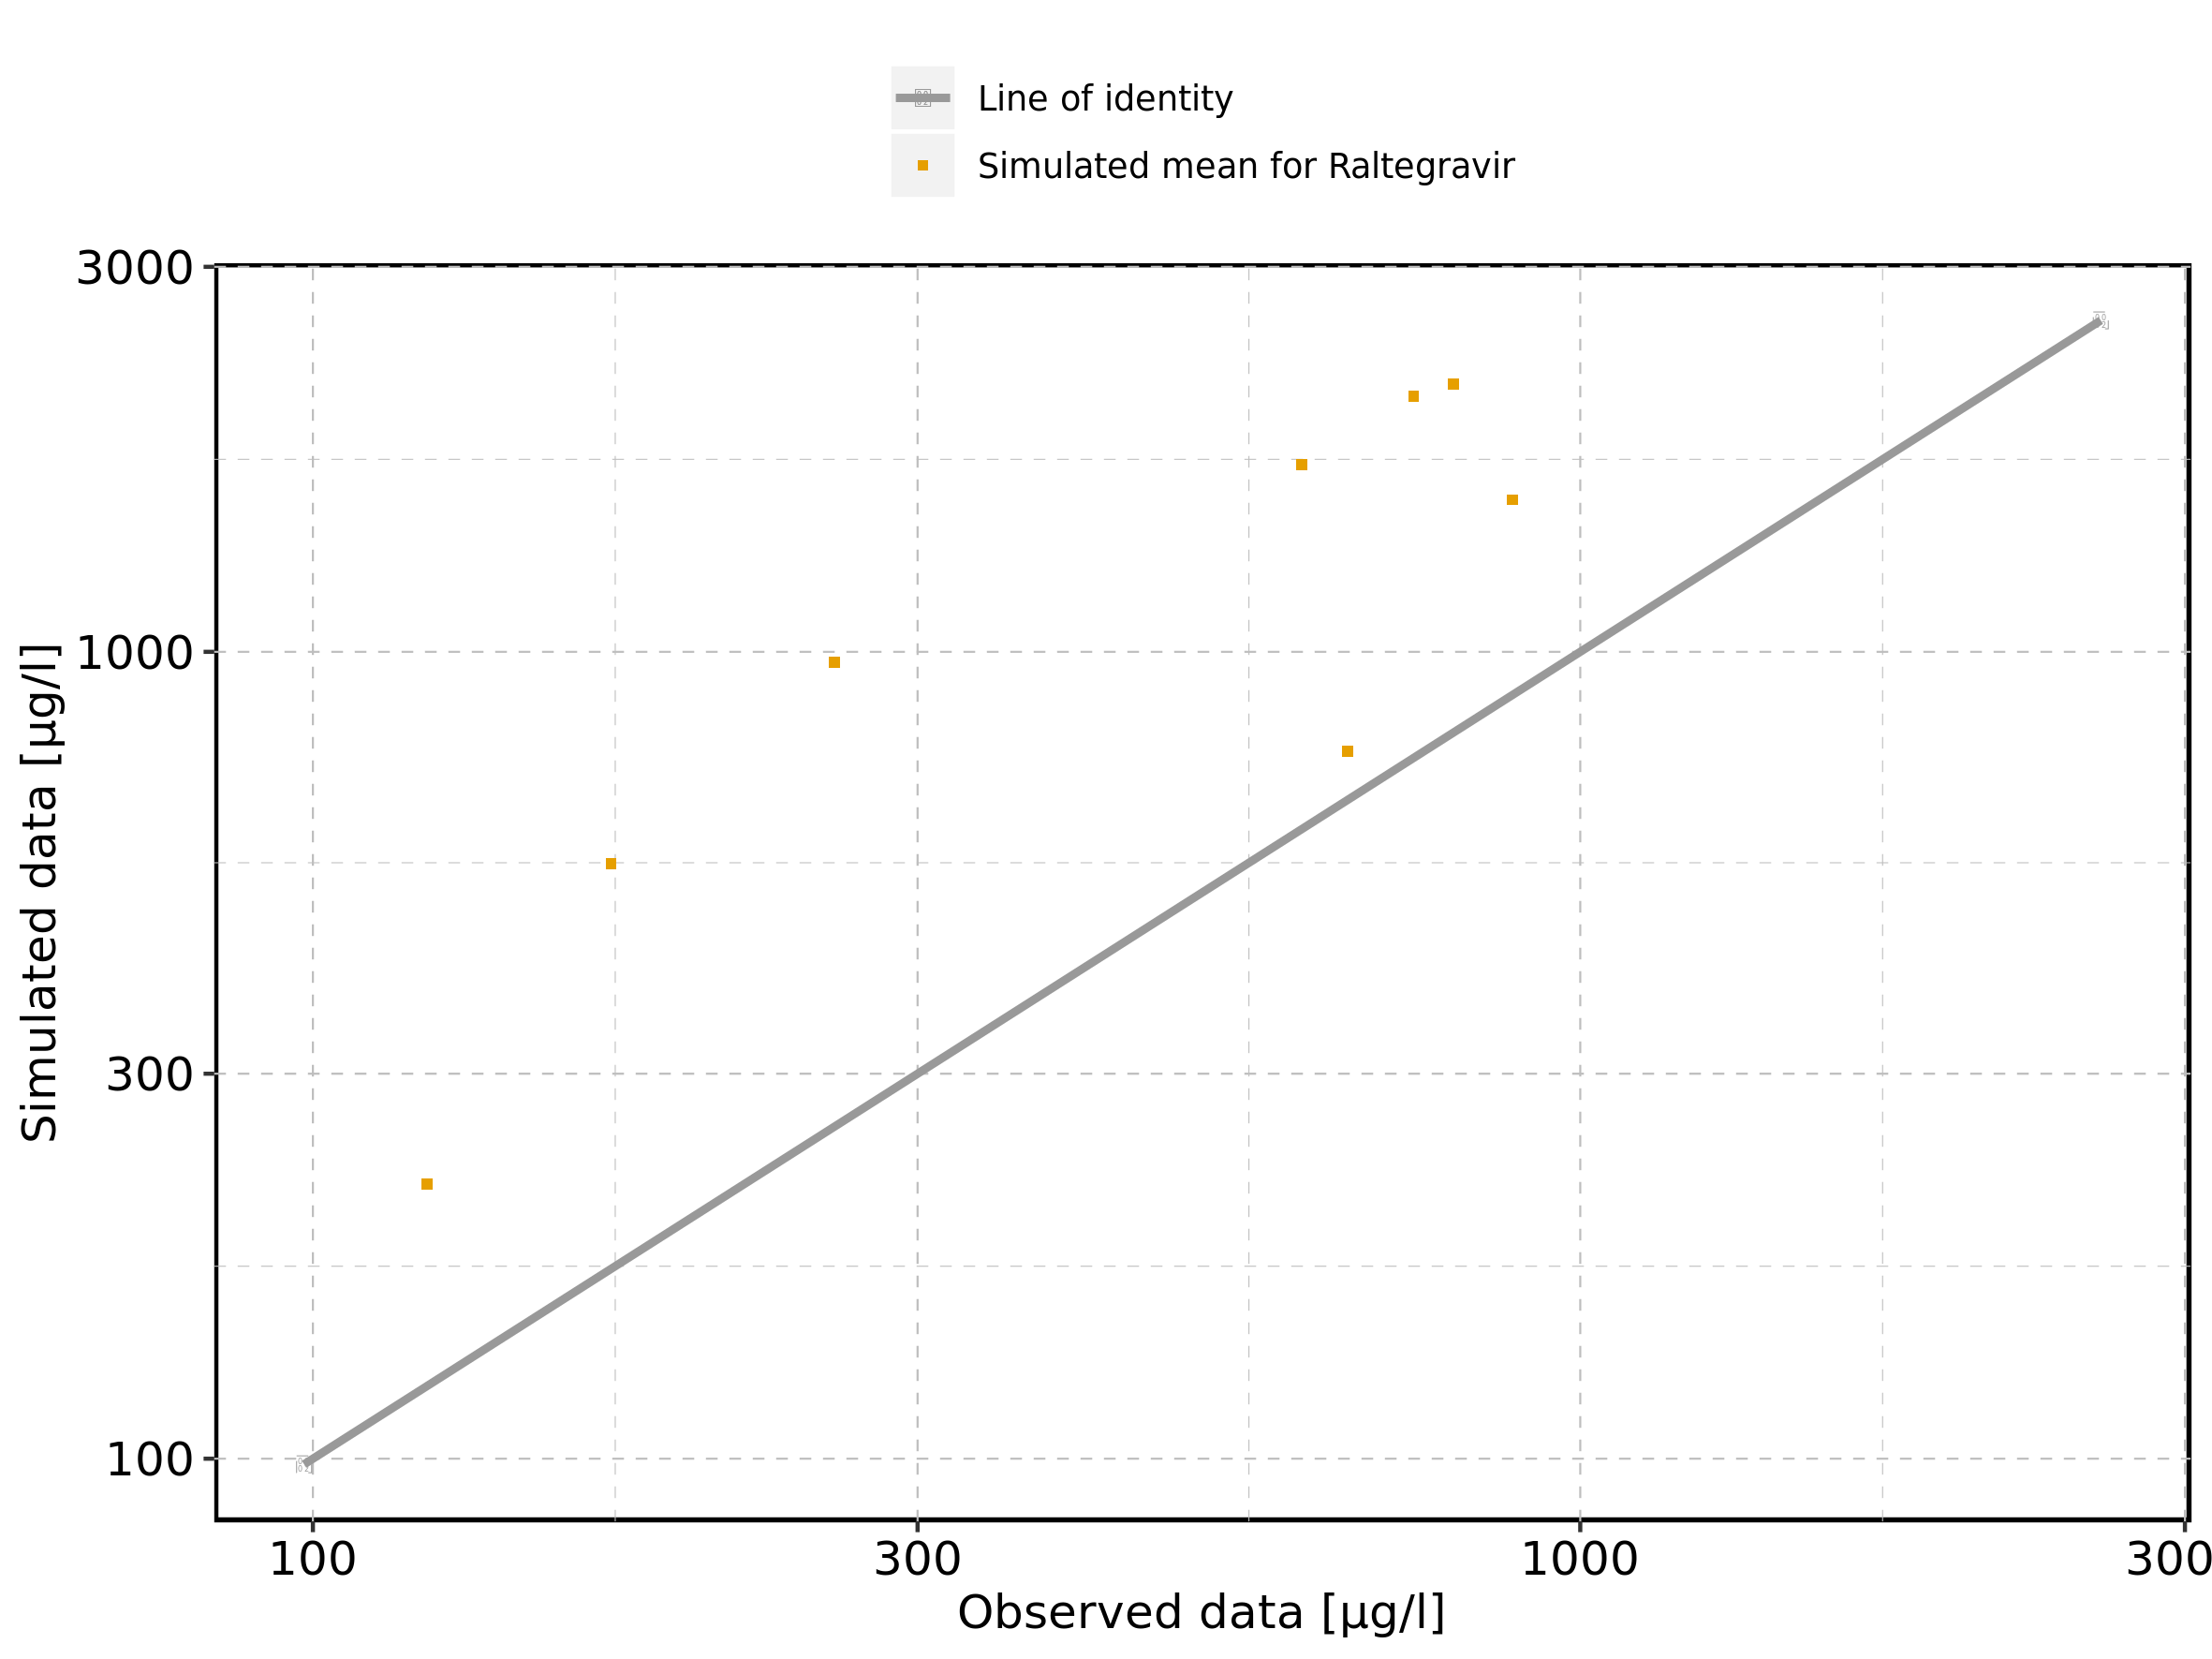 Line of identity
Simulated mean for Raltegravir
3000
1000
300
100
Simulated data [µg/l]
100 300 1000 300
Observed data [µg/l]